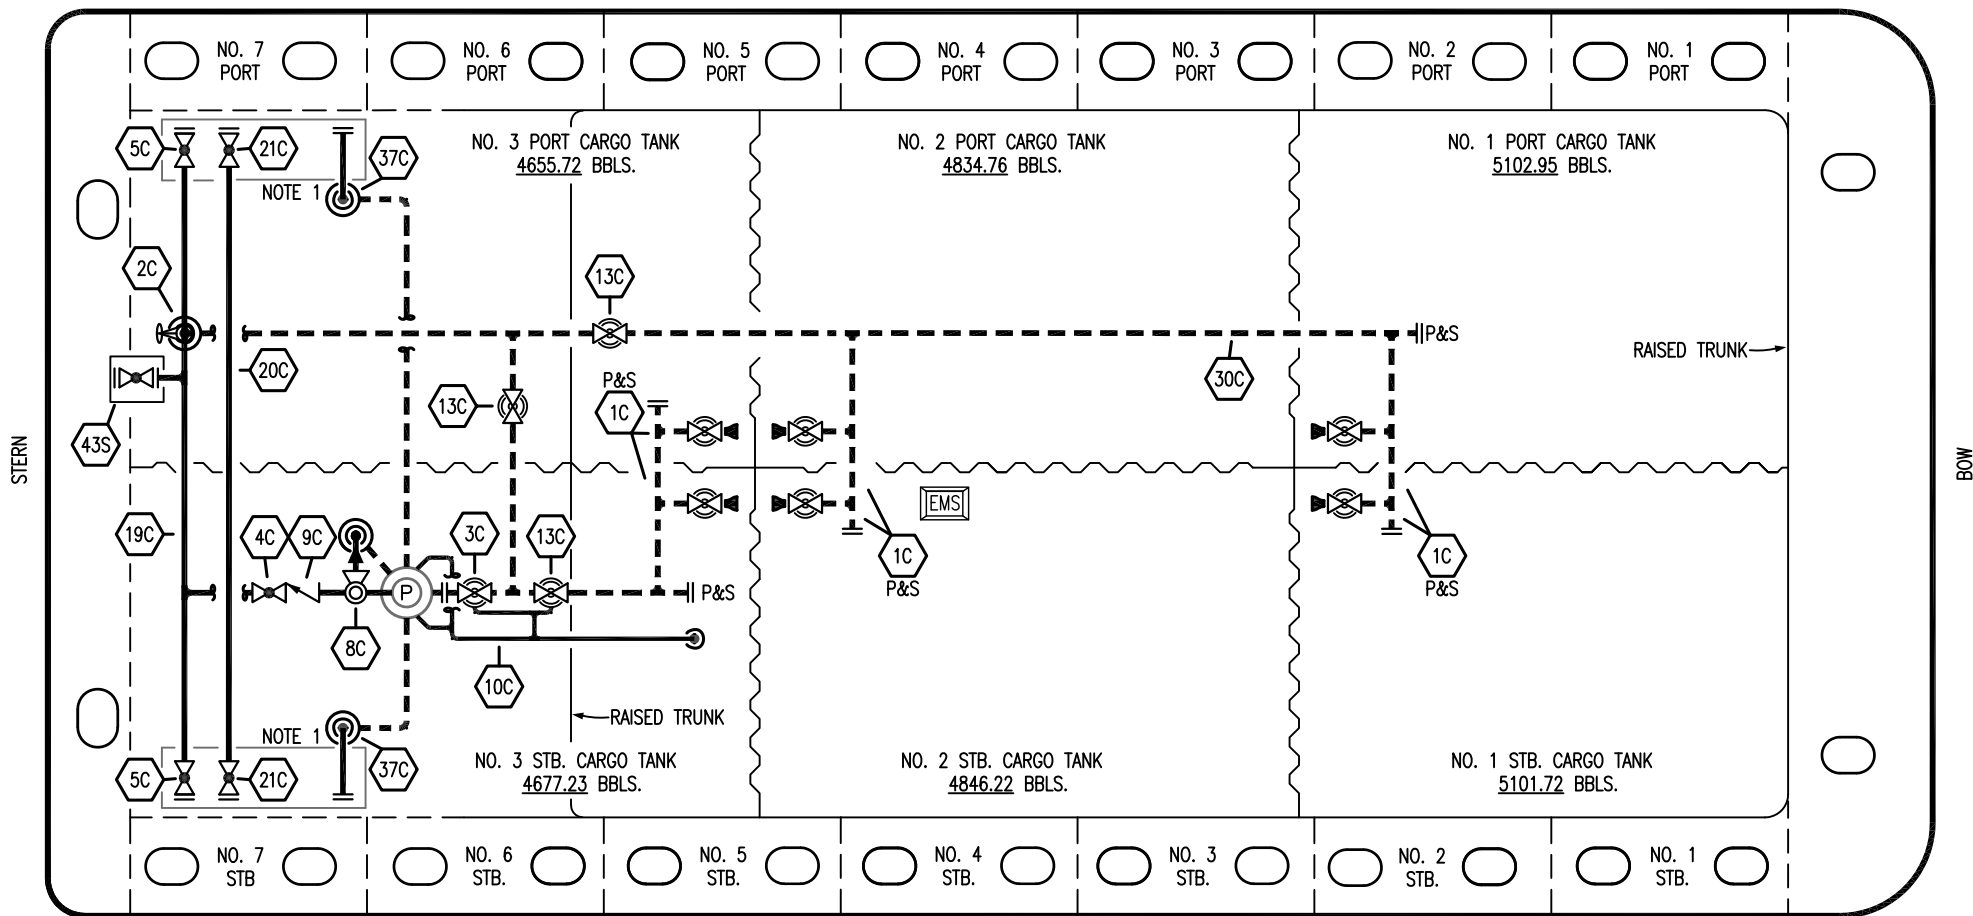 NO. 7
PORT
NO. 6
PORT
NO. 5
PORT
NO. 4
PORT
NO. 3
PORT
NO. 2
PORT
NO. 1
PORT
5C
21C
37C
NOTE 1
NO. 3 PORT CARGO TANK
4655.72 BBLS.
NO. 2 PORT CARGO TANK
4834.76 BBLS.
NO. 1 PORT CARGO TANK
5102.95 BBLS.
2C
13C
P&S
RAISED TRUNK
20C
30C
P&S
13C
1C
43S
STERN
BOW
EMS
19C
4C
9C
3C
13C
1C
P&S
1C
P&S
P
P&S
8C
10C
RAISED TRUNK
NOTE 1
37C
5C
21C
NO. 3 STB. CARGO TANK
4677.23 BBLS.
NO. 2 STB. CARGO TANK
4846.22 BBLS.
NO. 1 STB. CARGO TANK
5101.72 BBLS.
NO. 7
STB
NO. 6
STB.
NO. 5
STB.
NO. 4
STB.
NO. 3
STB.
NO. 2
STB.
NO. 1
STB.